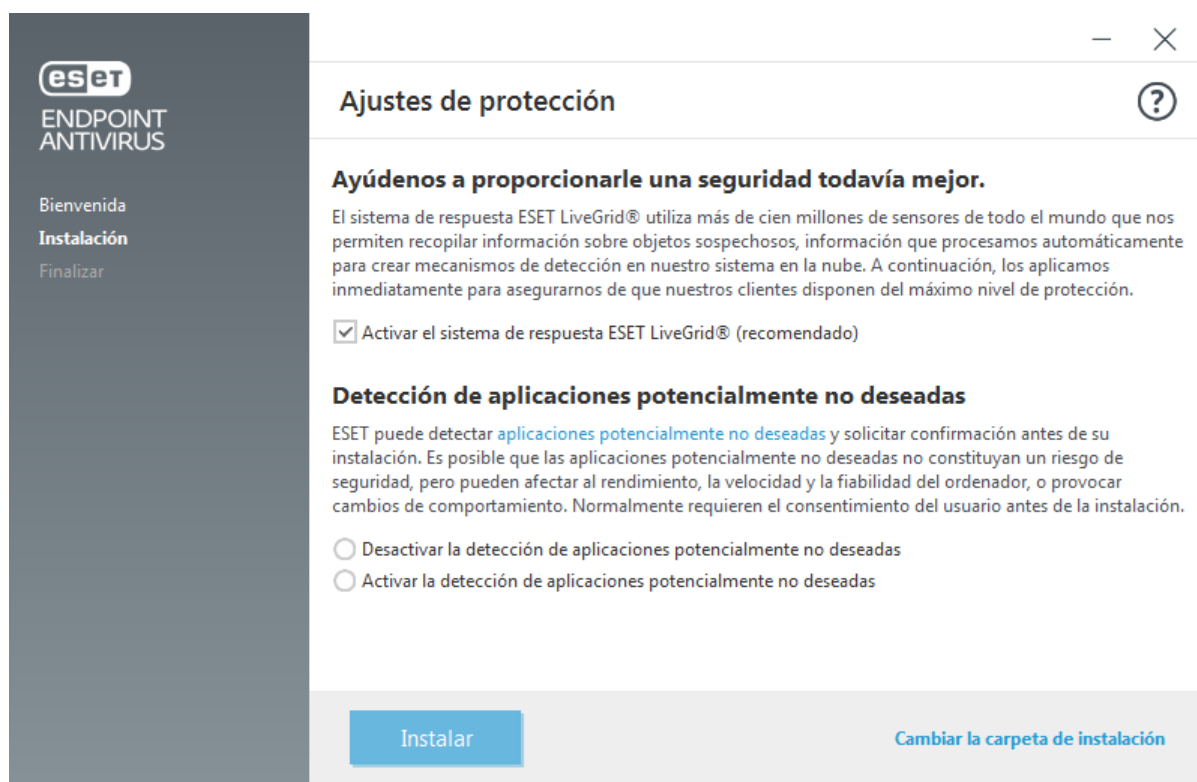 eset
ENDPOINT
ANTIVIRUS
Bienvenida
Instalación
Finalizar
Ajustes de protección
?
Ayúdenos a proporcionarle una seguridad todavía mejor.
El sistema de respuesta ESET LiveGrid® utiliza más de cien millones de sensores de todo el mundo que nos
permiten recopilar información sobre objetos sospechosos, información que procesamos automáticamente
para crear mecanismos de detección en nuestro sistema en la nube. A continuación, los aplicamos
inmediatamente para asegurarnos de que nuestros clientes disponen del máximo nivel de protección.
Activar el sistema de respuesta ESET LiveGrid® (recomendado)
Detección de aplicaciones potencialmente no deseadas
ESET puede detectar aplicaciones potencialmente no deseadas y solicitar confirmación antes de su
instalación. Es posible que las aplicaciones potencialmente no deseadas no constituyan un riesgo de
seguridad, pero pueden afectar al rendimiento, la velocidad y la fiabilidad del ordenador, o provocar
cambios de comportamiento. Normalmente requieren el consentimiento del usuario antes de la instalación.
Desactivar la detección de aplicaciones potencialmente no deseadas
Activar la detección de aplicaciones potencialmente no deseadas
Instalar
Cambiar la carpeta de instalación